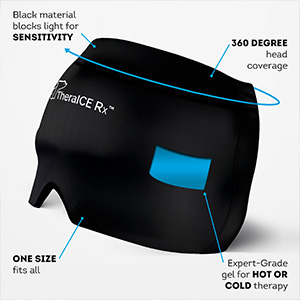 Black material
blocks light for
SENSITIVITY
360 DEGREE
head
coverage
TheraICE Rx™
ONE SIZE
fits all
Expert-Grade
gel for HOT OR
COLD therapy